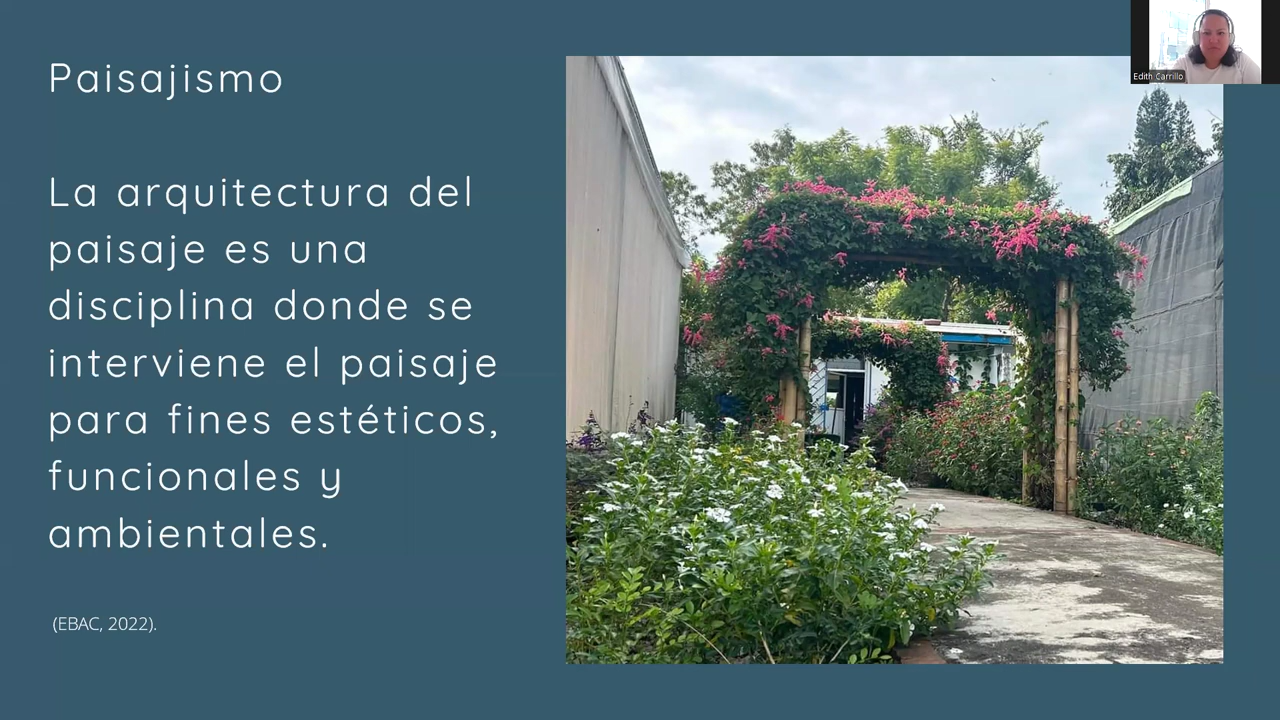 Paisajismo
La arquitectura del
paisaje es una
disciplina donde se
interviene el paisaje
para fines estéticos,
funcionales y
ambientales.
(EBAC, 2022).
Edith Carrillo